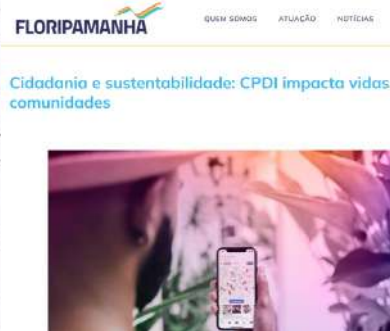 FLORIPAMANHÃ
QUEM SOMOS ATUAÇÃO NOTÍCIAS
Cidadania e sustentabilidade: CPDI impacta vidas
comunidades